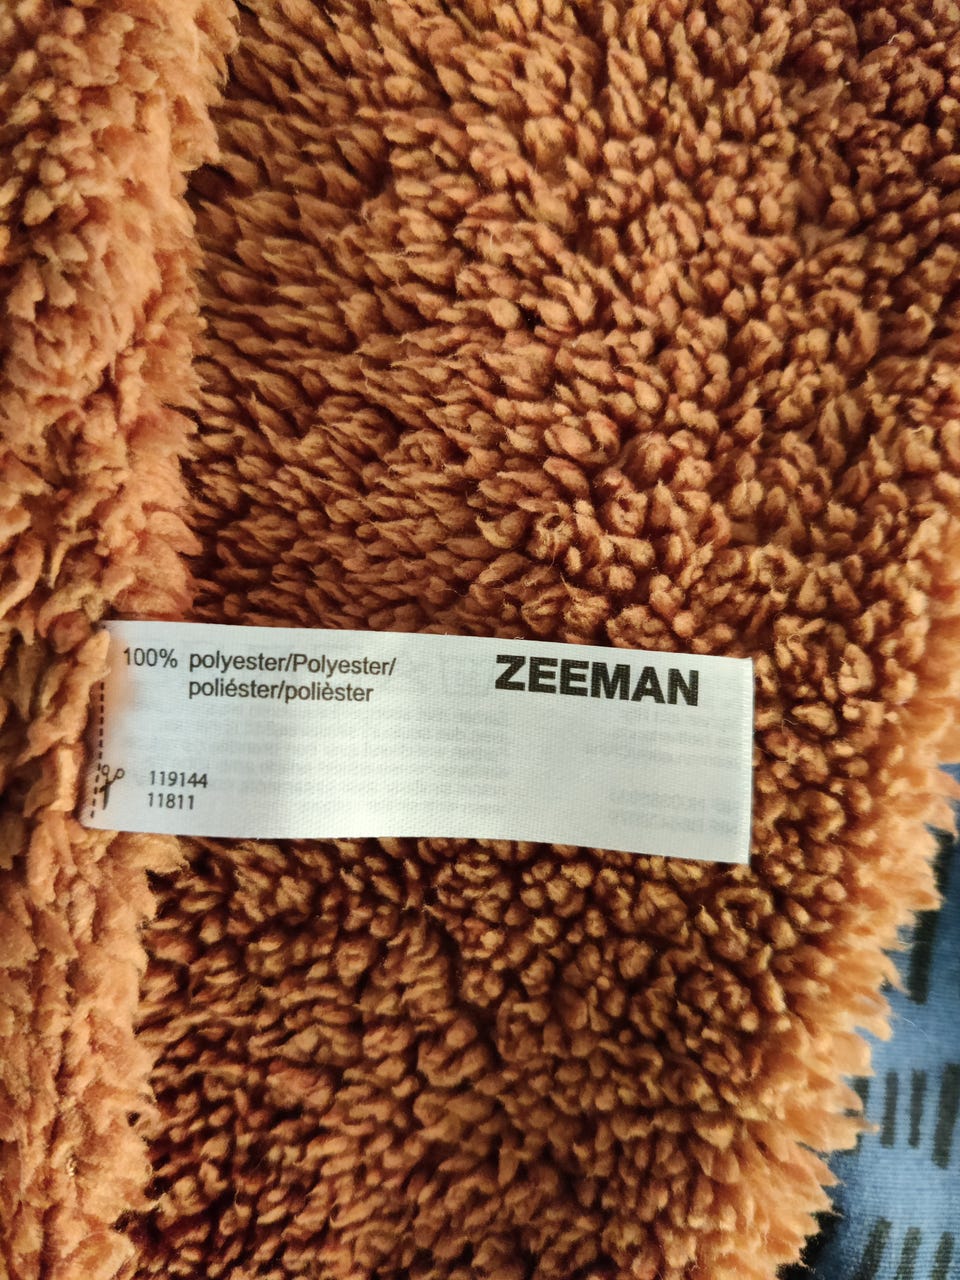 100% polyester/Polyester/
poliéster/polièster
ZEEMAN
119144
11811